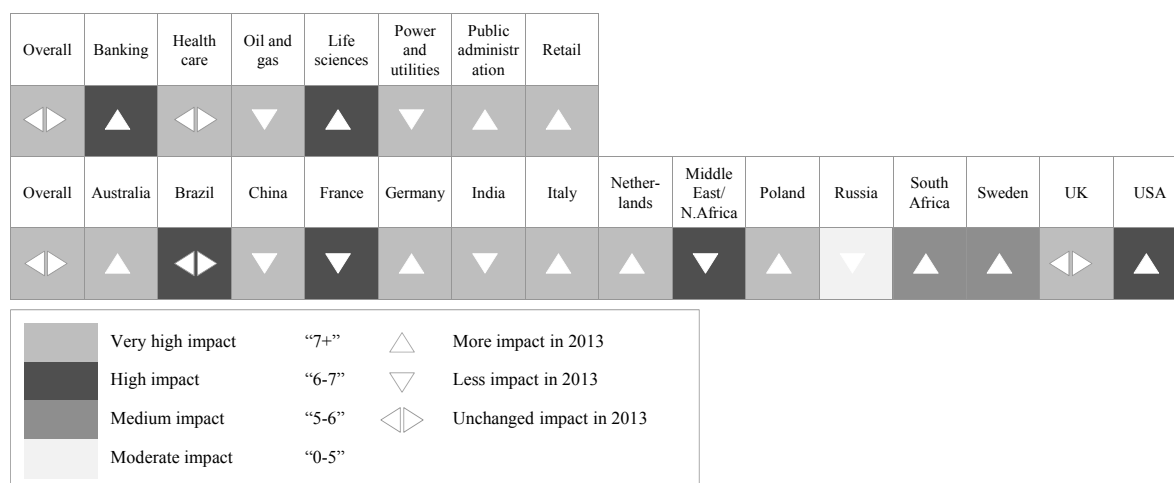 Overall
Banking
Health
care
Oil and
gas
Life
sciences
Power
and
utilities
Public
administr
ation
Retail
Overall
Australia
Brazil
China
France
Germany
India
Italy
Nether-
lands
Middle
East/
N.Africa
Poland
Russia
South
Africa
Sweden
UK
USA
Very high impact “7+” More impact in 2013
High impact “6-7” Less impact in 2013
Medium impact “5-6” Unchanged impact in 2013
Moderate impact “0-5”